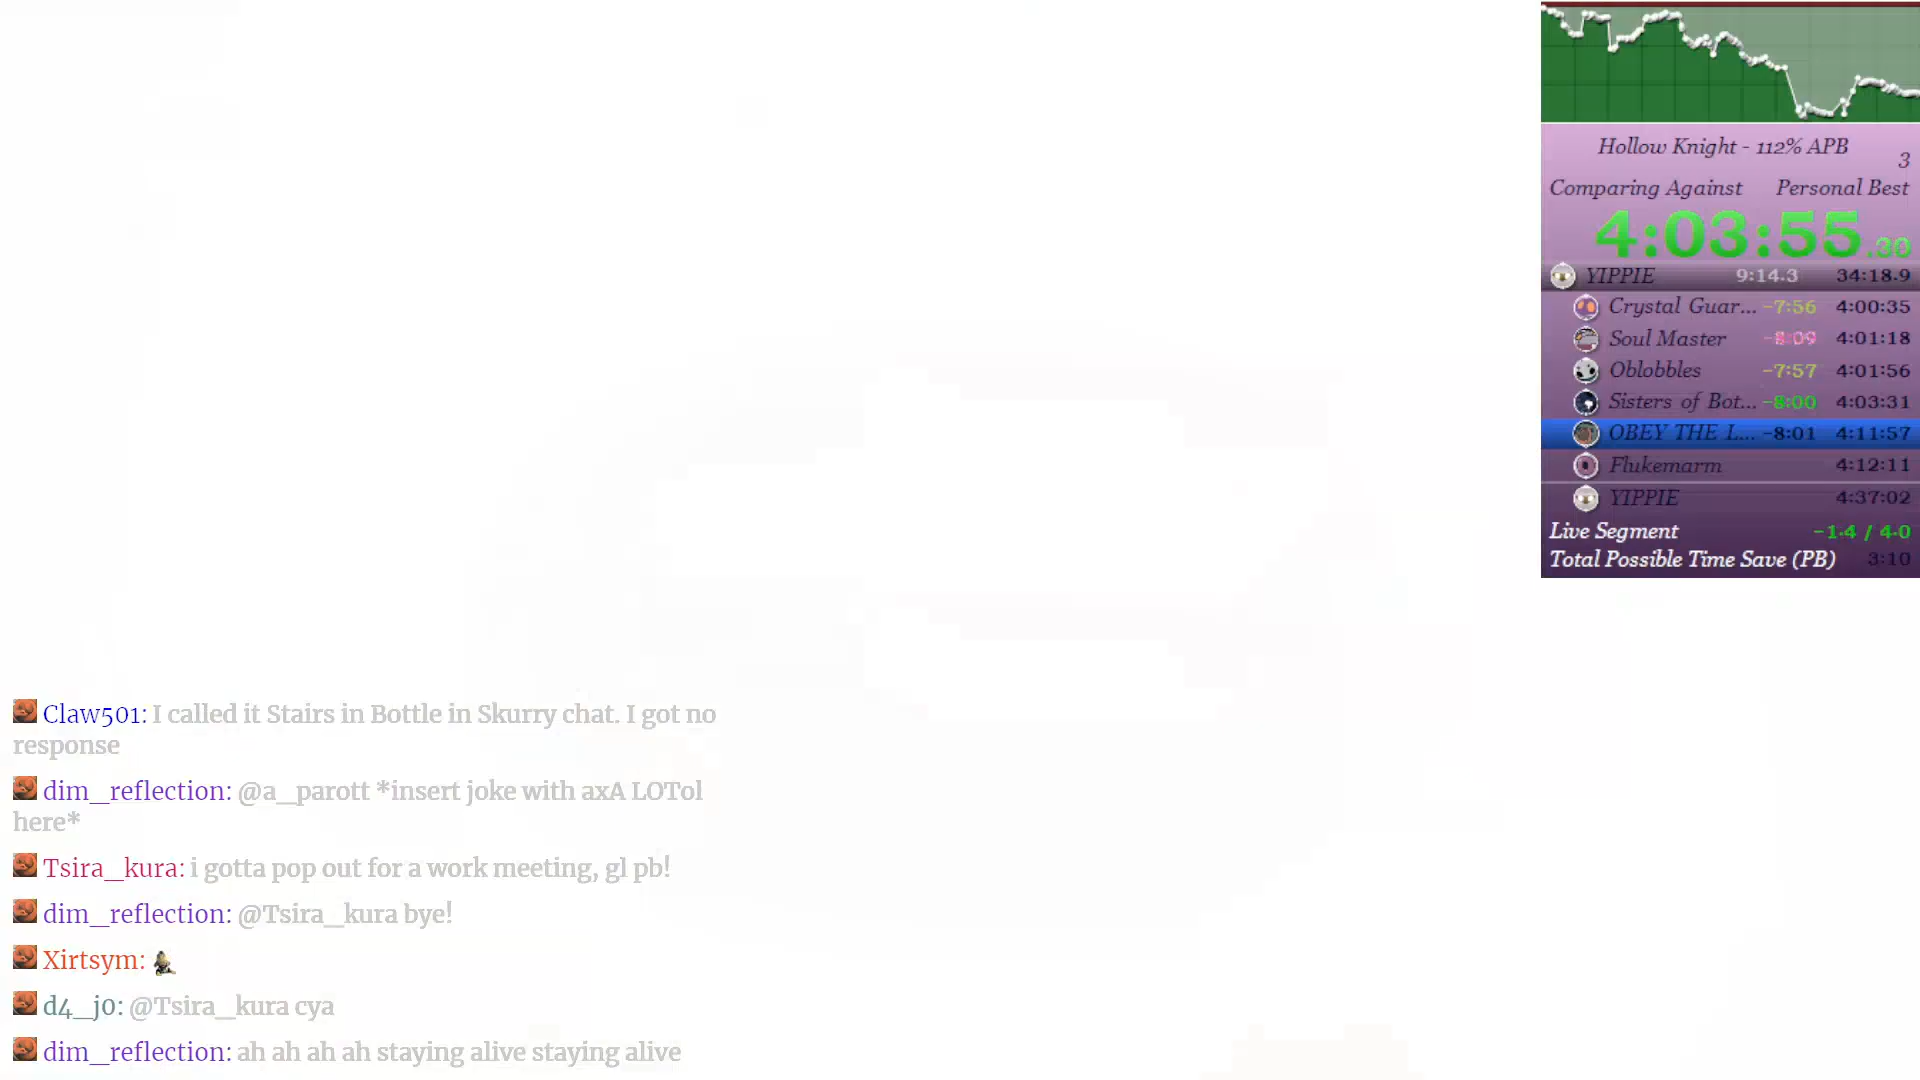 Hollow Knight - 112% APB
3
Comparing Against Personal Best
4:03:55.30
YIPPIE 9:14.3 34:18.9
Crystal Guar... -7:56 4:00:35
Soul Master -8:09 4:01:18
Oblobbles -7:57 4:01:56
Sisters of Bot... -8:00 4:03:31
OBEY THE L... -8:01 4:11:57
Flukemarm 4:12:11
YIPPIE 4:37:02
Live Segment -1.4 / 4.0
Total Possible Time Save (PB) 3:10
Claw501: I called it Stairs in Bottle in Skurry chat. I got no
response
dim_reflection: @a_parott *insert joke with axA LOTol
here*
Tsira_kura: i gotta pop out for a work meeting, gl pb!
dim_reflection: @Tsira_kura bye!
Xirtsym:
d4_j0: @Tsira_kura cya
dim_reflection: ah ah ah ah staying alive staying alive